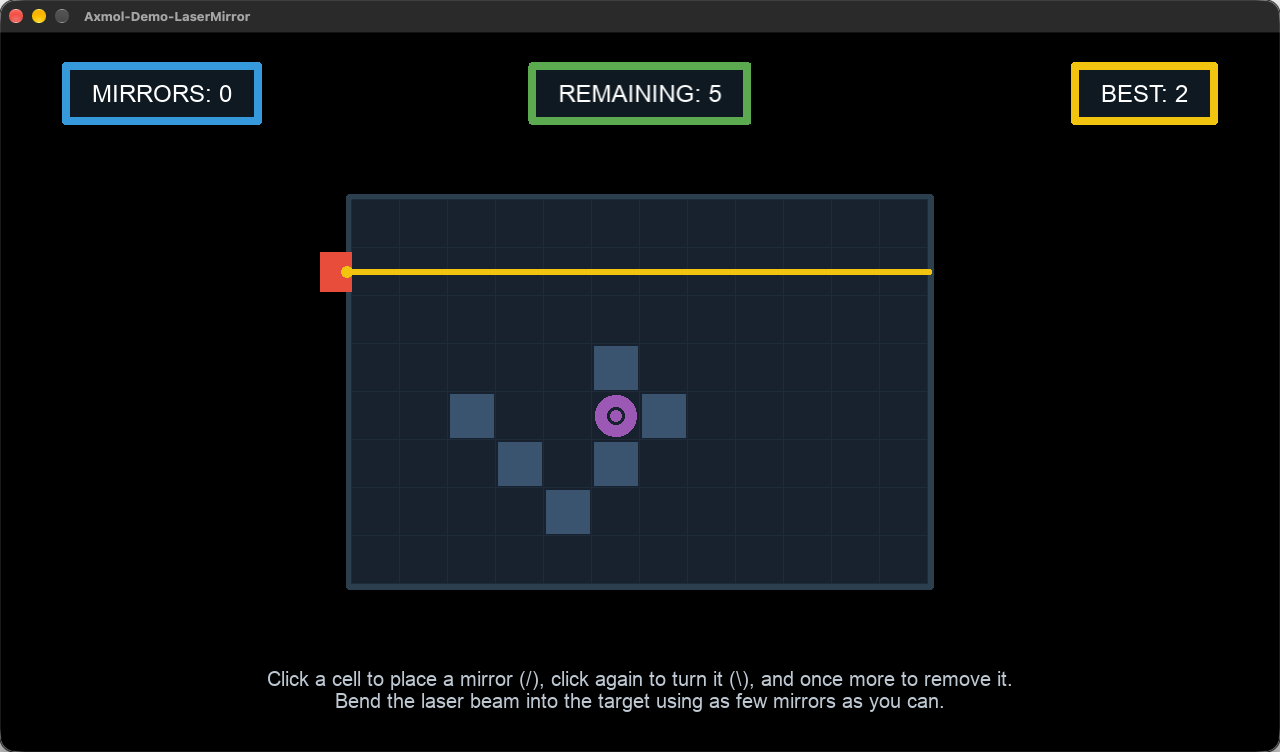 Axmol-Demo-LaserMirror
MIRRORS: 0
REMAINING: 5
BEST: 2
Click a cell to place a mirror (/), click again to turn it (\), and once more to remove it.
Bend the laser beam into the target using as few mirrors as you can.